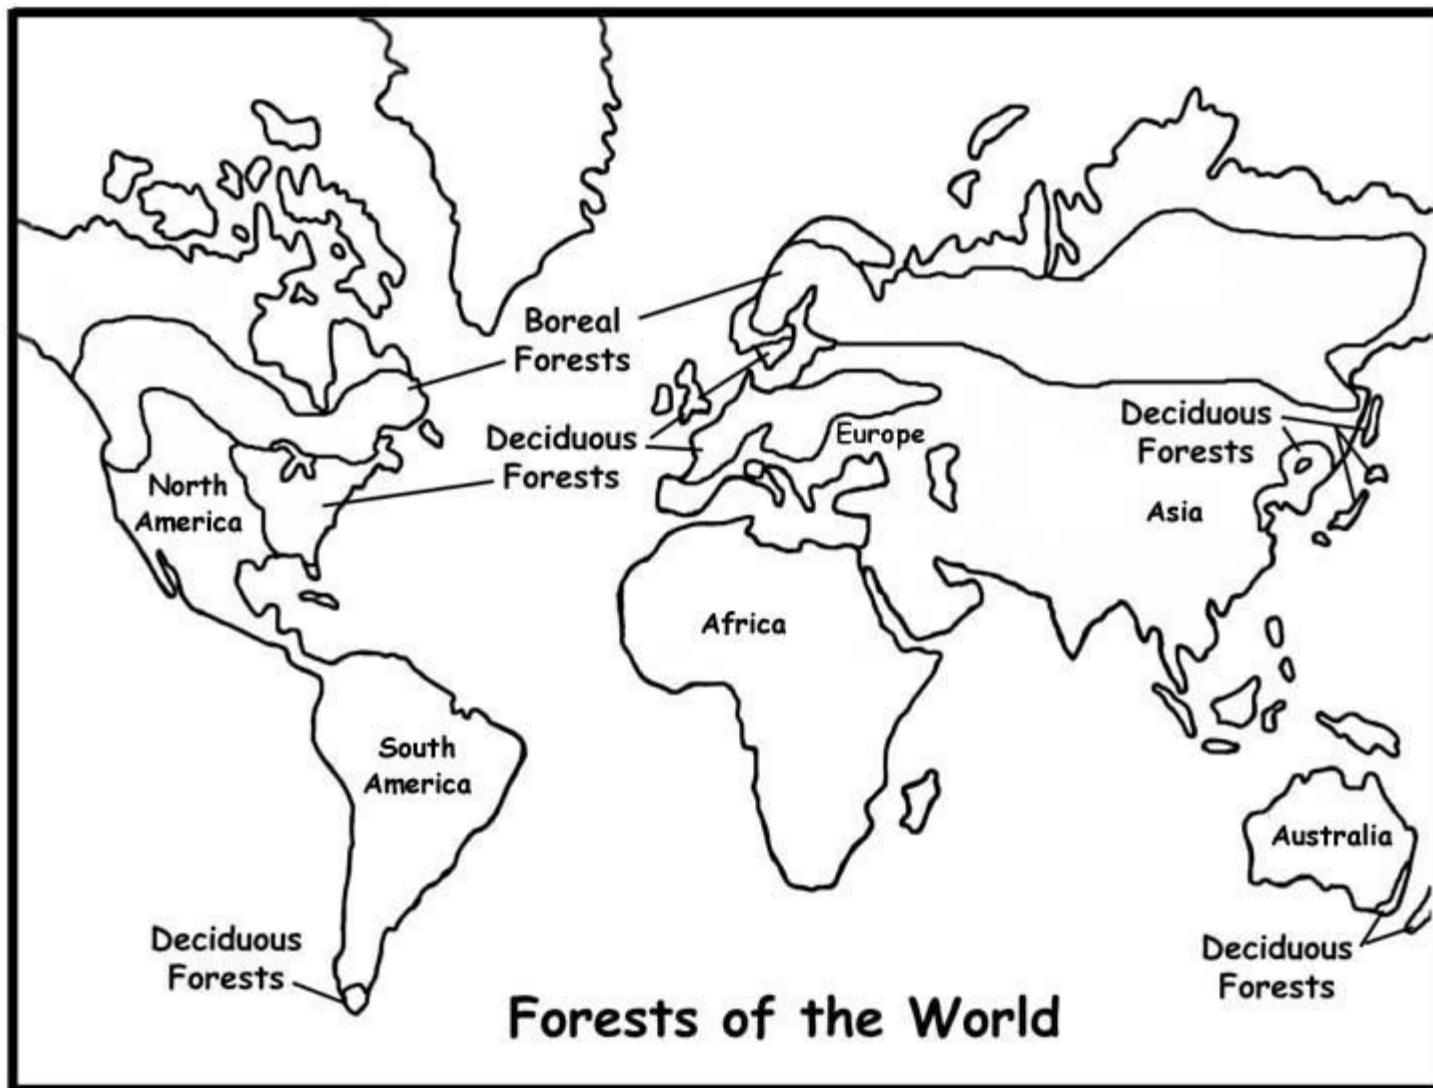 Boreal
Forests
Deciduous
Forests
Europe
Deciduous
Forests
North
America
Asia
Africa
South
America
Australia
Deciduous
Forests
Deciduous
Forests
Forests of the World